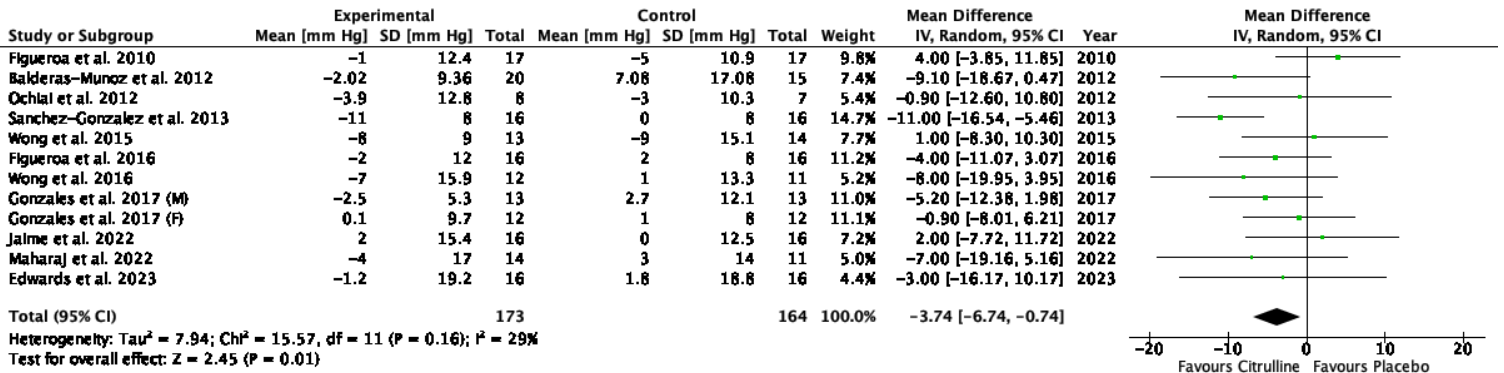 Experimental Control Mean Difference Mean Difference
Study or Subgroup Mean [mm Hg] SD [mm Hg] Total Mean [mm Hg] SD [mm Hg] Total Weight IV, Random, 95% CI Year IV, Random, 95% CI
Figueroa et al. 2010 -1 12.4 17 -5 10.9 17 9.8% 4.00 [-3.85, 11.85] 2010
Balderas-Munoz et al. 2012 -2.02 9.36 20 7.08 17.08 15 7.4% -9.10 [-18.67, 0.47] 2012
Ochiai et al. 2012 -3.9 12.8 8 -3 10.3 7 5.4% -0.90 [-12.60, 10.80] 2012
Sanchez-Gonzalez et al. 2013 -11 8 16 0 8 16 14.7% -11.00 [-16.54, -5.46] 2013
Wong et al. 2015 -8 9 13 -9 15.1 14 7.7% 1.00 [-8.30, 10.30] 2015
Figueroa et al. 2016 -2 12 16 2 8 16 11.2% -4.00 [-11.07, 3.07] 2016
Wong et al. 2016 -7 15.9 12 1 13.3 11 5.2% -8.00 [-19.95, 3.95] 2016
Gonzales et al. 2017 (M) -2.5 5.3 13 2.7 12.1 13 11.0% -5.20 [-12.38, 1.98] 2017
Gonzales et al. 2017 (F) 0.1 9.7 12 1 8 12 11.1% -0.90 [-8.01, 6.21] 2017
Jaime et al. 2022 2 15.4 16 0 12.5 16 7.2% 2.00 [-7.72, 11.72] 2022
Maharaj et al. 2022 -4 17 14 3 14 11 5.0% -7.00 [-19.16, 5.16] 2022
Edwards et al. 2023 -1.2 19.2 16 1.8 18.8 16 4.4% -3.00 [-16.17, 10.17] 2023
Total (95% CI) 173 164 100.0% -3.74 [-6.74, -0.74]
Heterogeneity: Tau² = 7.94; Chi² = 15.57, df = 11 (P = 0.16); I² = 29%
Test for overall effect: Z = 2.45 (P = 0.01)
-20 -10 0 10 20
Favours Citrulline Favours Placebo